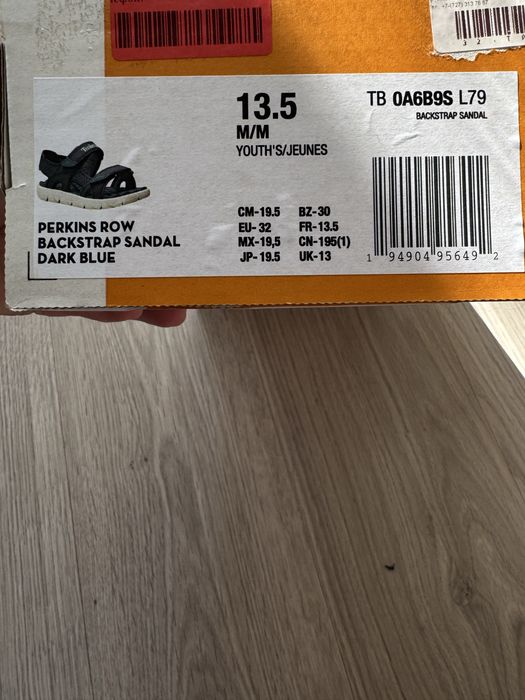 13.5
M/M
YOUTH'S/JEUNES
TB 0A6B9S L79
BACKSTRAP SANDAL
PERKINS ROW
BACKSTRAP SANDAL
DARK BLUE
CM-19.5 BZ-30
EU- 32 FR-13.5
MX-19,5 CN-195(1)
JP- 19.5 UK-13
1 94904 95649 2